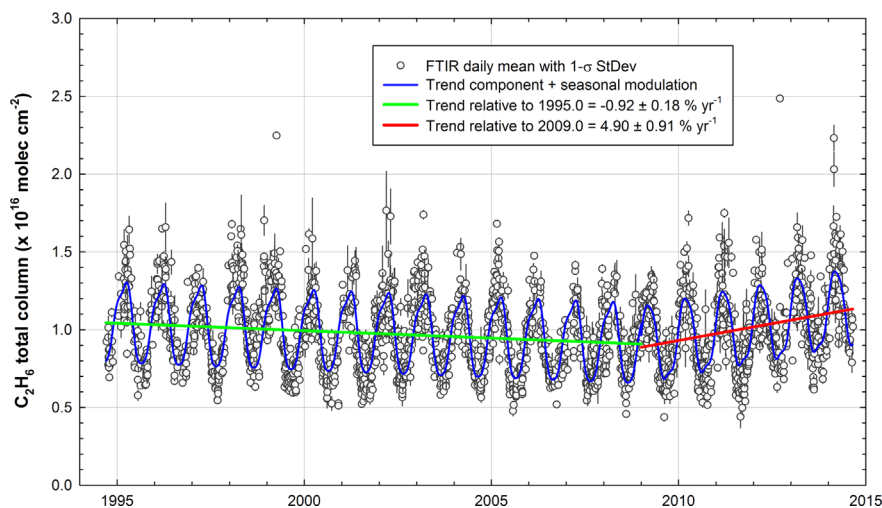 3.0
2.5
2.0
1.5
1.0
0.5
0.0
C₂H₆ total column (x 10¹⁶ molec cm⁻²)
FTIR daily mean with 1-σ StDev
Trend component + seasonal modulation
Trend relative to 1995.0 = -0.92 ± 0.18 % yr⁻¹
Trend relative to 2009.0 = 4.90 ± 0.91 % yr⁻¹
1995 2000 2005 2010 2015